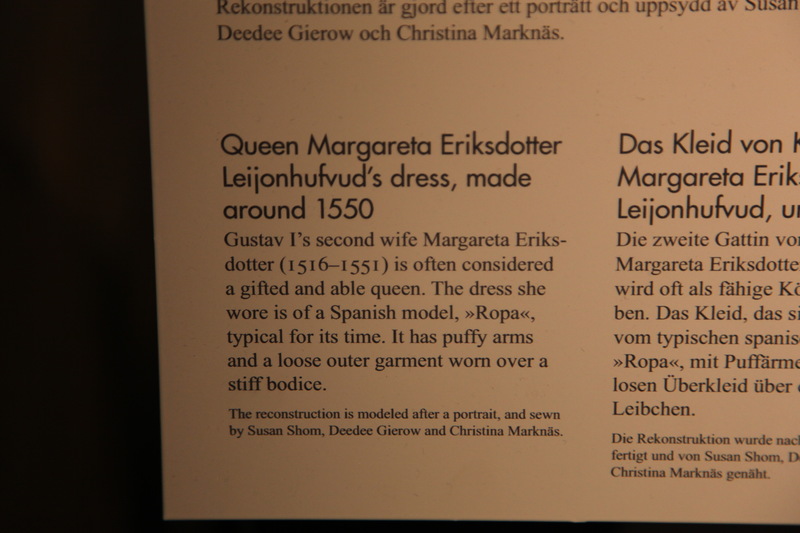 Rekonstruktionen är gjord efter ett porträtt och uppsydd av Susan
Deedee Gierow och Christina Marknäs.
Queen Margareta Eriksdotter
Leijonhufvud's dress, made
around 1550
Gustav I's second wife Margareta Eriks-
dotter (1516–1551) is often considered
a gifted and able queen. The dress she
wore is of a Spanish model, »Ropa«,
typical for its time. It has puffy arms
and a loose outer garment worn over a
stiff bodice.
The reconstruction is modeled after a portrait, and sewn
by Susan Shom, Deedee Gierow and Christina Marknäs.
Das Kleid von
Margareta Erik
Leijonhufvud,
Die zweite Gattin
Margareta Eriksdotte
wird oft als fähige
ben. Das Kleid, das
vom typischen spanis
»Ropa«, mit Puffärme
losen Überkleid über
Leibchen.
Die Rekonstruktion wurde
fertigt und von Susan Shom,
Christina Marknäs genäht.